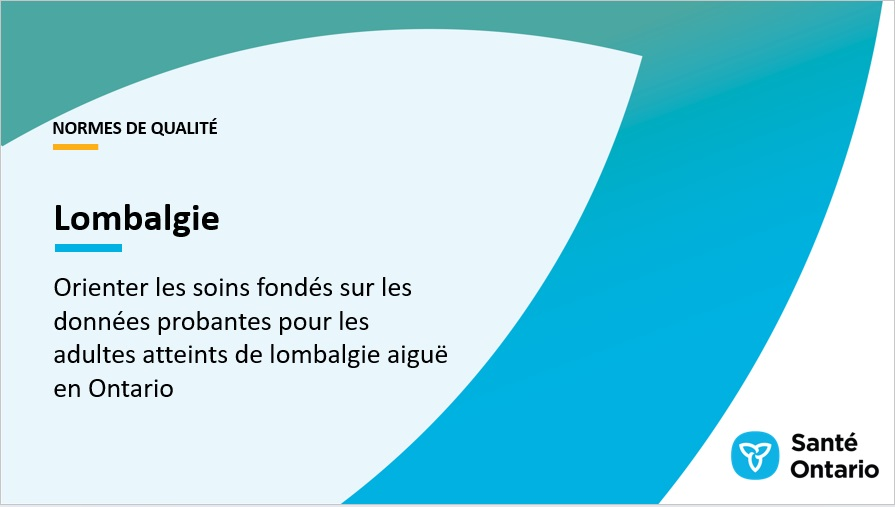 NORMES DE QUALITÉ
Lombalgie
Orienter les soins fondés sur les
données probantes pour les
adultes atteints de lombalgie aiguë
en Ontario
Santé
Ontario